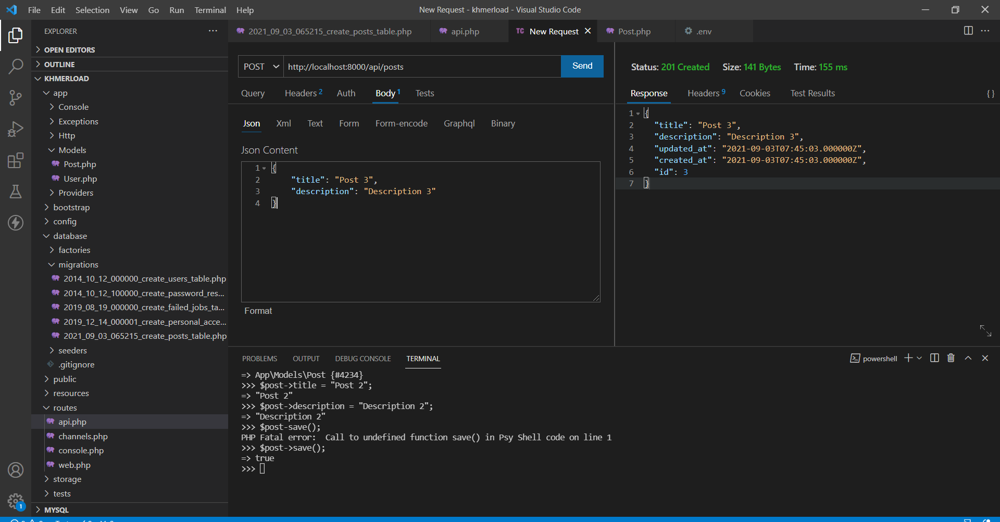 File Edit Selection View Go Run Terminal Help
New Request - khmerload - Visual Studio Code
EXPLORER
OPEN EDITORS
OUTLINE
KHMERLOAD
app
Console
Exceptions
Http
Models
Post.php
User.php
Providers
bootstrap
config
database
factories
migrations
2014_10_12_000000_create_users_table.php
2014_10_12_100000_create_password_res...
2019_08_19_000000_create_failed_jobs_ta...
2019_12_14_000001_create_personal_acce...
2021_09_03_065215_create_posts_table.php
seeders
.gitignore
public
resources
routes
api.php
channels.php
console.php
web.php
storage
tests
MYSQL
1
2021_09_03_065215_create_posts_table.php
api.php
TC New Request
Post.php
.env
POST http://localhost:8000/api/posts Send
Query Headers 2 Auth Body 1 Tests
Json Xml Text Form Form-encode Graphql Binary
Json Content
1 {
2 "title": "Post 3",
3 "description": "Description 3"
4 }
Format
Status: 201 Created Size: 141 Bytes Time: 155 ms
Response Headers 9 Cookies Test Results { }
1 {
2 "title": "Post 3",
3 "description": "Description 3",
4 "updated_at": "2021-09-03T07:45:03.000000Z",
5 "created_at": "2021-09-03T07:45:03.000000Z",
6 "id": 3
7 }
PROBLEMS OUTPUT DEBUG CONSOLE TERMINAL
powershell
=> App\Models\Post {#4234}
>>> $post->title = "Post 2";
=> "Post 2"
>>> $post->description = "Description 2";
=> "Description 2"
>>> $post-save();
PHP Fatal error:  Call to undefined function save() in Psy Shell code on line 1
>>> $post->save();
=> true
>>>